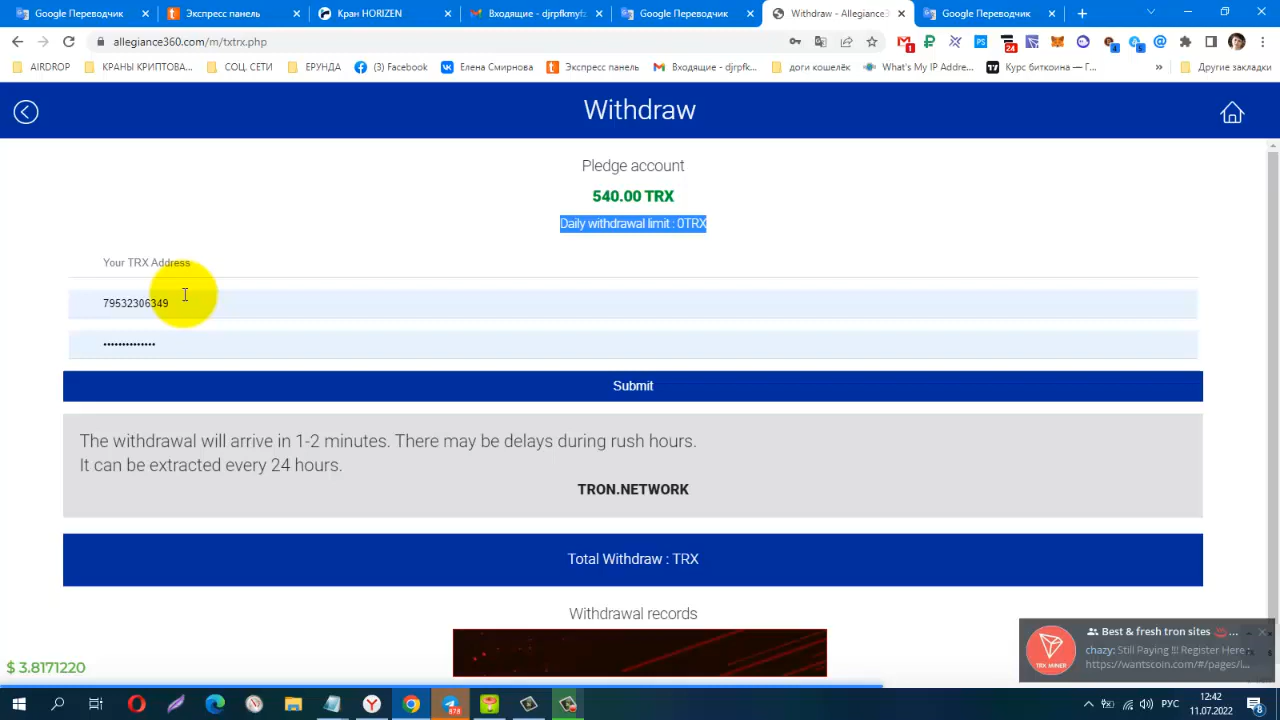 Google Переводчик
Экспресс панель
Кран HORIZEN
Входящие - djrpfkmyfz
Google Переводчик
Withdraw - Allegiance3
Google Переводчик
allegiance360.com/m/txtrx.php
AIRDROP
КРАНЫ КРИПТОВА...
СОЦ. СЕТИ
ЕРУНДА
(3) Facebook
Елена Смирнова
Экспресс панель
Входящие - djrpfk...
доги кошелёк
What's My IP Addre...
Курс биткоина — Г...
»
Другие закладки
Withdraw
Pledge account
540.00 TRX
Daily withdrawal limit : 0TRX
Your TRX Address
79532306349
••••••••••••••
Submit
The withdrawal will arrive in 1-2 minutes. There may be delays during rush hours.
It can be extracted every 24 hours.
TRON.NETWORK
Total Withdraw : TRX
Withdrawal records
Best & fresh tron sites
chazy: Still Paying !!! Register Here :
https://wantscoin.com/#/pages/l...
TRX MINER
$ 3.8171220
878
РУС
12:42
11.07.2022
8